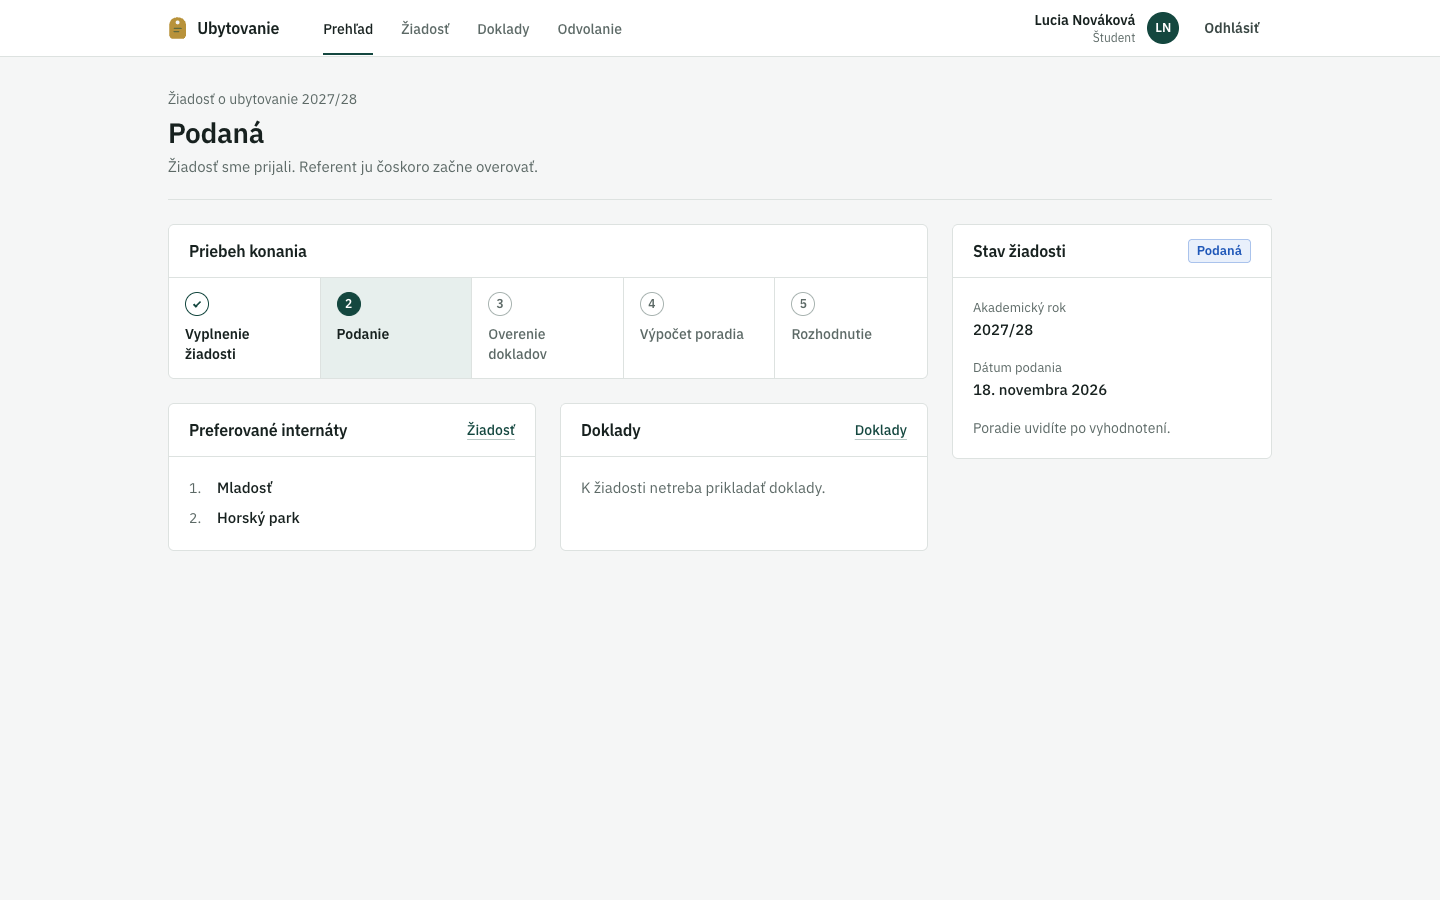 Ubytovanie
Prehľad
Žiadosť
Doklady
Odvolanie
Lucia Nováková
Študent
LN
Odhlásiť
Žiadosť o ubytovanie 2027/28
Podaná
Žiadosť sme prijali. Referent ju čoskoro začne overovať.
Priebeh konania
Vyplnenie
žiadosti
2
Podanie
3
Overenie
dokladov
4
Výpočet poradia
5
Rozhodnutie
Stav žiadosti
Podaná
Akademický rok
2027/28
Dátum podania
18. novembra 2026
Poradie uvidíte po vyhodnotení.
Preferované internáty
Žiadosť
1. Mladosť
2. Horský park
Doklady
Doklady
K žiadosti netreba prikladať doklady.